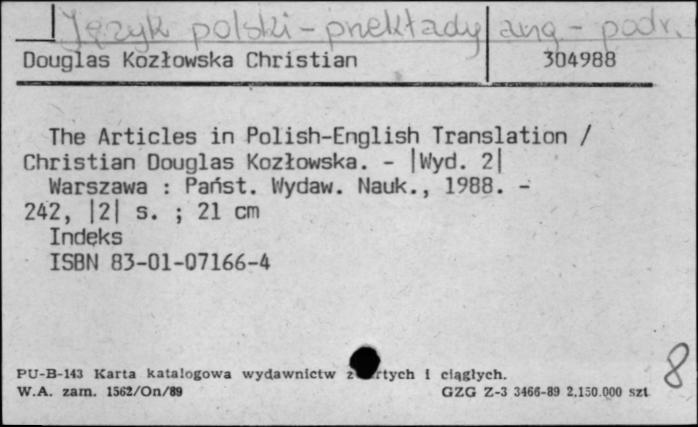 Język polski - przekłady ang - podr.
Douglas Kozłowska Christian 304988
The Articles in Polish-English Translation /
Christian Douglas Kozłowska. - |Wyd. 2|
Warszawa : Państ. Wydaw. Nauk., 1988. -
242, |2| s. ; 21 cm
Indeks
ISBN 83-01-07166-4
PU-B-143 Karta katalogowa wydawnictw i ciągłych.
W.A. zam. 1562/On/89 GZG Z-3 3466-89 2,150.000 szt
8